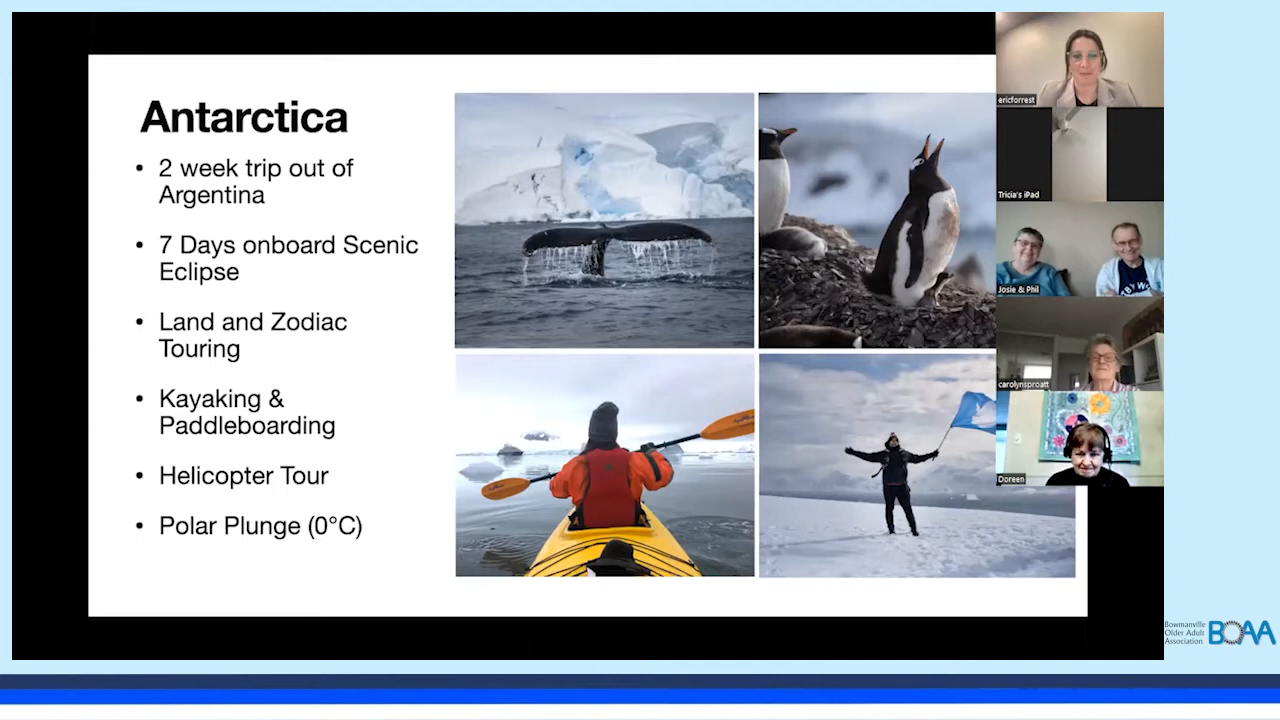 Antarctica
• 2 week trip out of
Argentina
• 7 Days onboard Scenic
Eclipse
• Land and Zodiac
Touring
• Kayaking &
Paddleboarding
• Helicopter Tour
• Polar Plunge (0°C)
ericforrest
Tricia's iPad
Josie & Phil
carolynsproatt
Doreen
Bowmanville
Older Adult
Association
BOAA